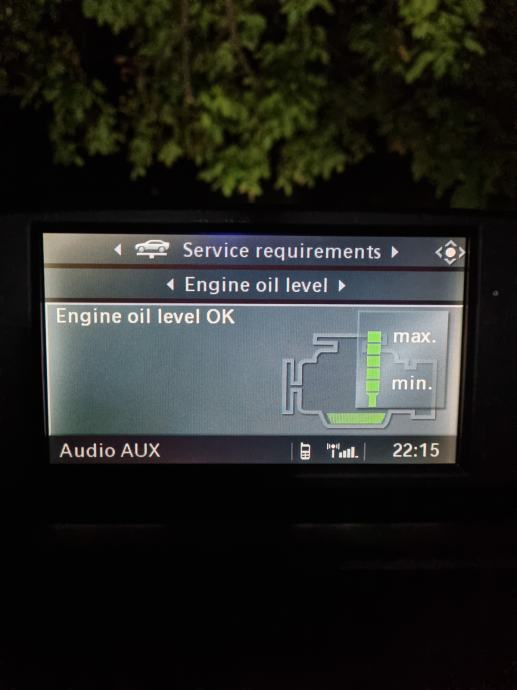 Service requirements
Engine oil level
Engine oil level OK
max.
min.
Audio AUX
22:15